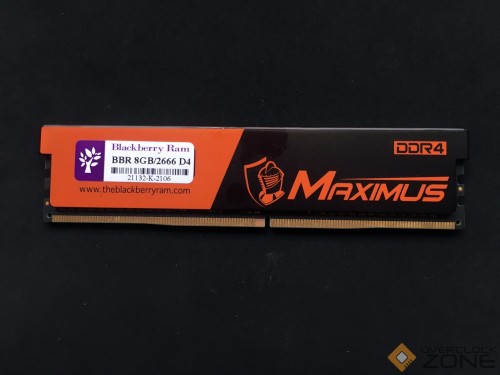 Blackberry Ram
BBR 8GB/2666 D4
21132-K-2106
www.theblackberryram.com
DDR4
MAXIMUS
OVERCLOCK
ZONE